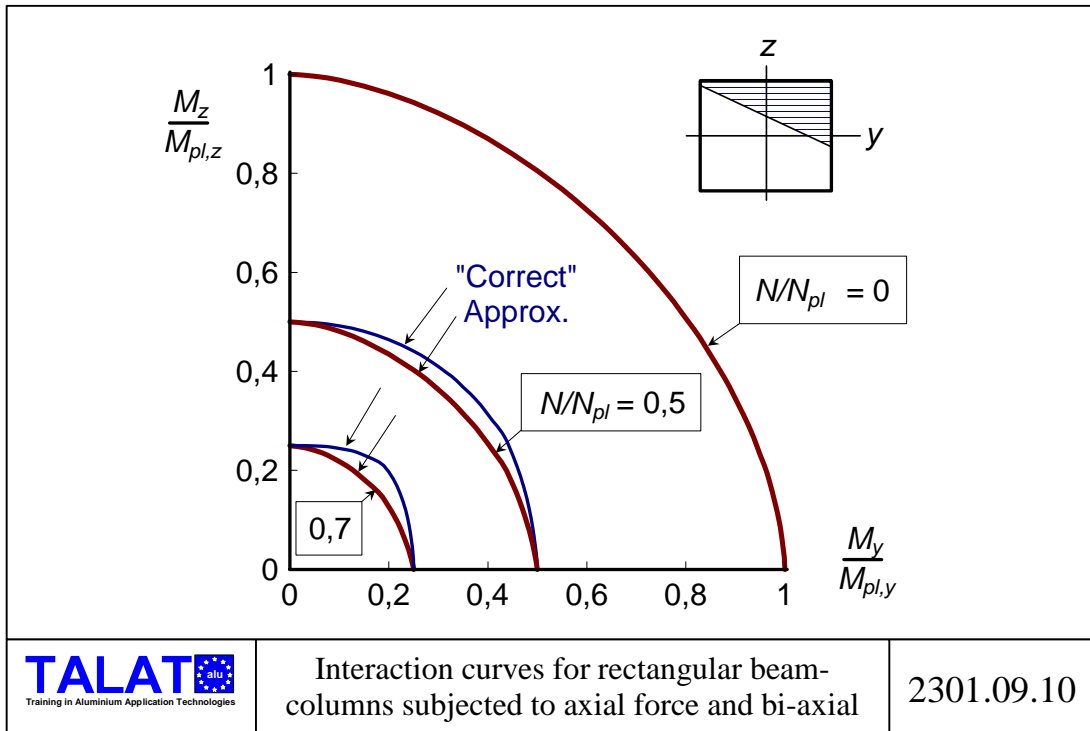 z
1
M_z
M_pl,z
y
0,8
"Correct"
Approx.
N/N_pl = 0
0,6
0,4
N/N_pl = 0,5
0,2
0,7
M_y
M_pl,y
0
0 0,2 0,4 0,6 0,8 1
TALAT alu
Training in Aluminium Application Technologies
Interaction curves for rectangular beam-
columns subjected to axial force and bi-axial
2301.09.10